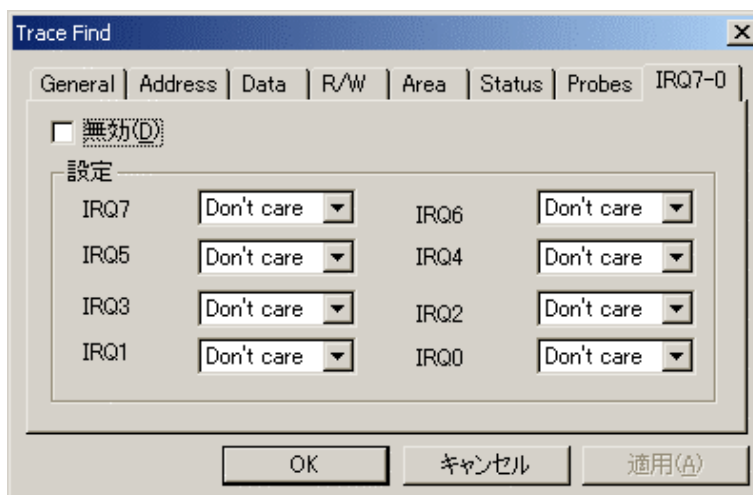 Trace Find
General Address Data R/W Area Status Probes IRQ7-0
無効(D)
設定
IRQ7 Don't care IRQ6 Don't care
IRQ5 Don't care IRQ4 Don't care
IRQ3 Don't care IRQ2 Don't care
IRQ1 Don't care IRQ0 Don't care
OK キャンセル 適用(A)